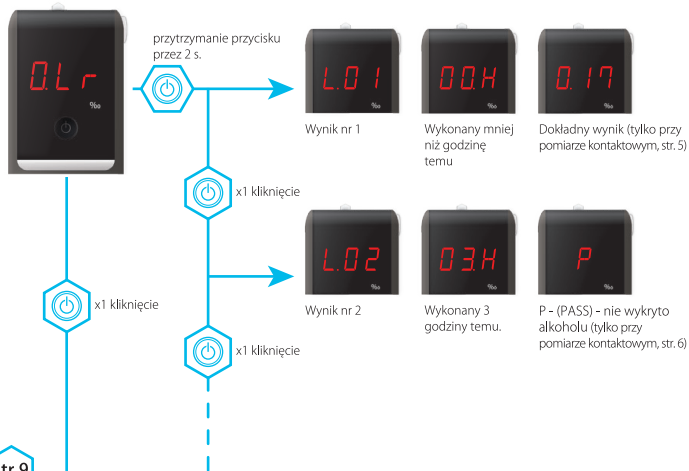 przytrzymanie przycisku
przez 2 s.
0.Lr
‰
L.01
‰
00.H
‰
0.17
‰
Wynik nr 1
Wykonany mniej
niż godzinę
temu
Dokładny wynik (tylko przy
pomiarze kontaktowym, str. 5)
x1 kliknięcie
L.02
‰
03.H
‰
P
‰
Wynik nr 2
Wykonany 3
godziny temu.
P - (PASS) - nie wykryto
alkoholu (tylko przy
pomiarze kontaktowym, str. 6)
x1 kliknięcie
x1 kliknięcie
tr 9